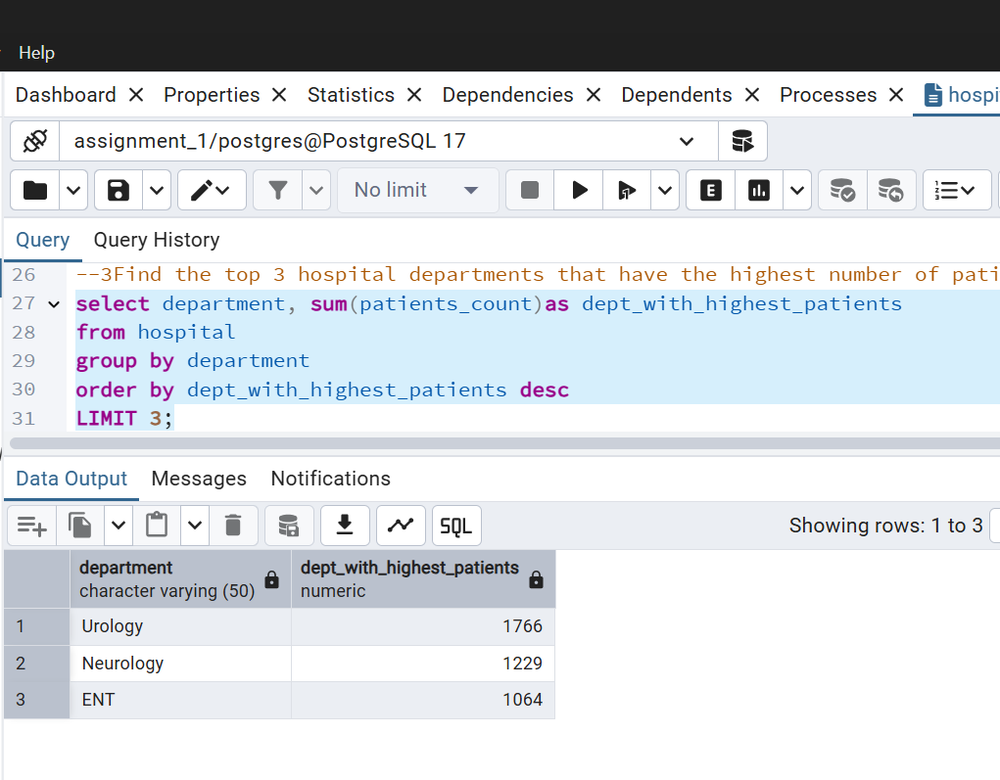 Help
Dashboard Properties Statistics Dependencies Dependents Processes hospi
assignment_1/postgres@PostgreSQL 17
No limit
E
Query Query History
26 --3Find the top 3 hospital departments that have the highest number of pati
27 select department, sum(patients_count)as dept_with_highest_patients
28 from hospital
29 group by department
30 order by dept_with_highest_patients desc
31 LIMIT 3;
Data Output Messages Notifications
SQL Showing rows: 1 to 3
department dept_with_highest_patients
character varying (50) numeric
1 Urology 1766
2 Neurology 1229
3 ENT 1064